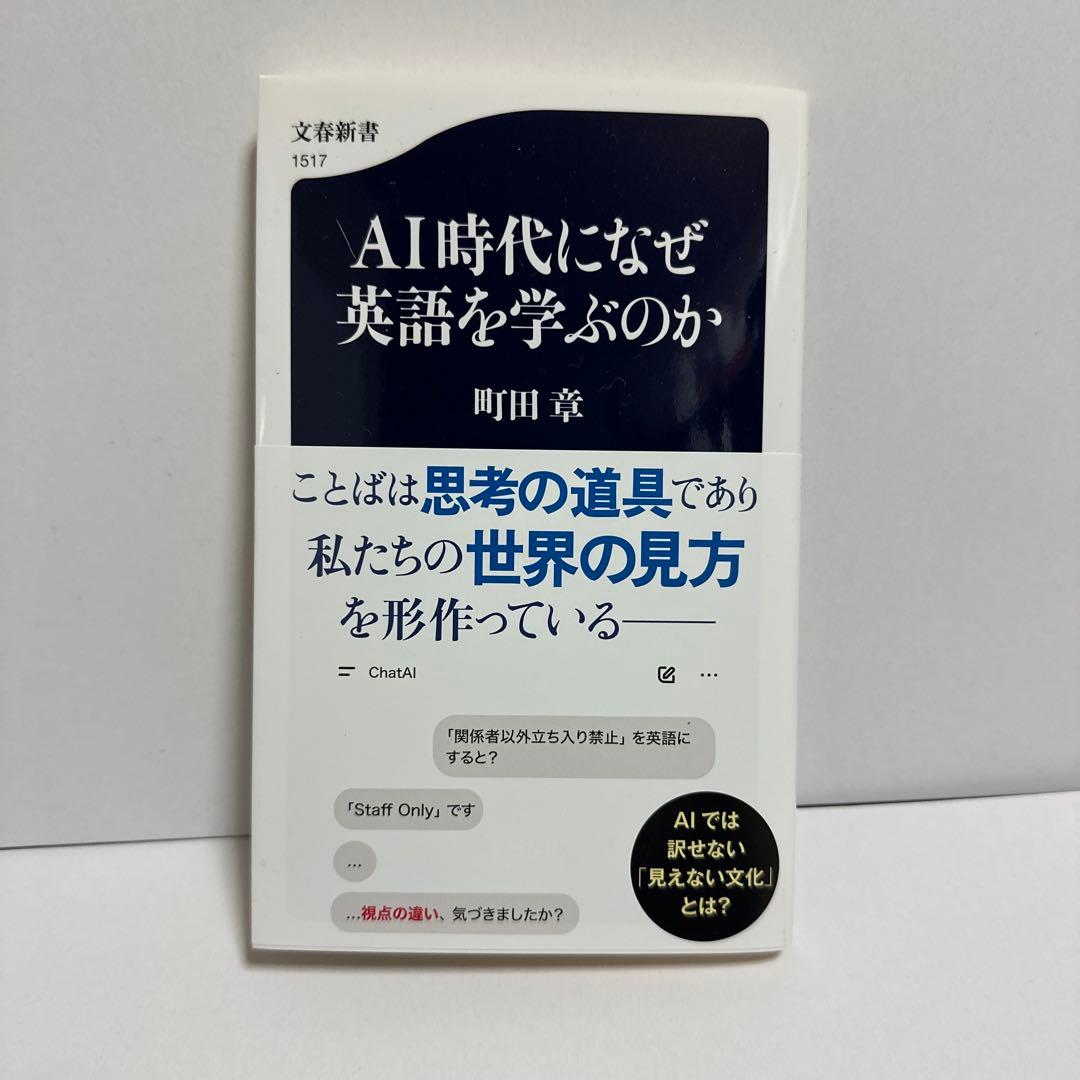 文春新書
1517
AI時代になぜ
英語を学ぶのか
町田 章
ことばは思考の道具であり
私たちの世界の見方
を形作っている——
ChatAI
…
「関係者以外立ち入り禁止」を英語に
すると？
「Staff Only」です
…
…視点の違い、気づきましたか？
AIでは
訳せない
「見えない文化」
とは？